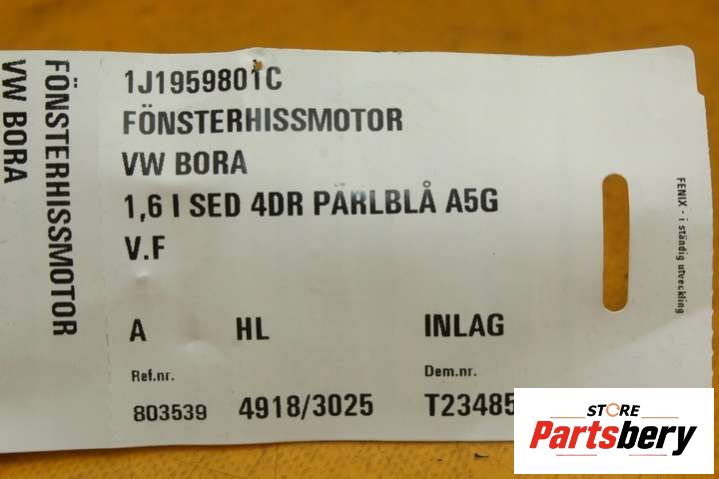 FÖNSTERHISSMOTOR
VW BORA
1J1959801C
FÖNSTERHISSMOTOR
VW BORA
1,6 I SED 4DR PÄRLBLÅ A5G
V.F
A HL INLAG
Ref.nr. Dem.nr.
803539 4918/3025 T23485
FENIX - i ständig utveckling
STORE
Partsbery